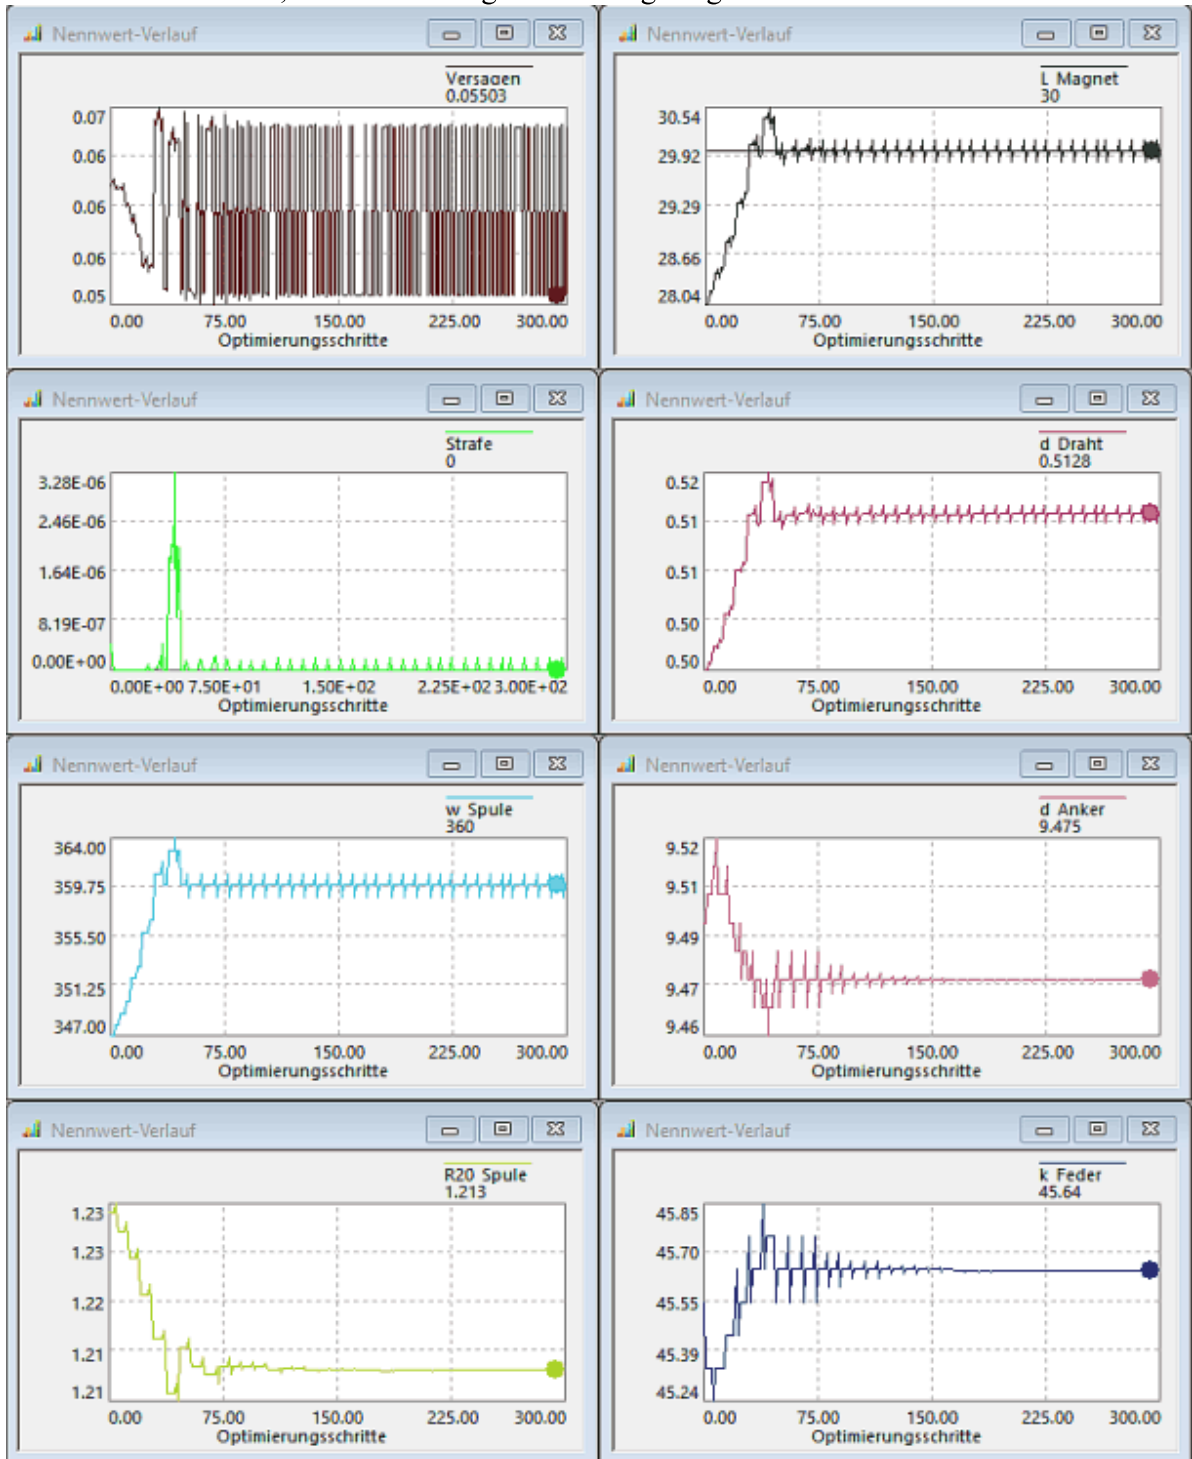 Nennwert-Verlauf
Versagen
0.05503
0.07
0.06
0.06
0.06
0.05
0.00 75.00 150.00 225.00 300.00
Optimierungsschritte
Nennwert-Verlauf
L Magnet
30
30.54
29.92
29.29
28.66
28.04
0.00 75.00 150.00 225.00 300.00
Optimierungsschritte
Nennwert-Verlauf
Strafe
0
3.28E-06
2.46E-06
1.64E-06
8.19E-07
0.00E+00
0.00E+00 7.50E+01 1.50E+02 2.25E+02 3.00E+02
Optimierungsschritte
Nennwert-Verlauf
d Draht
0.5128
0.52
0.51
0.51
0.50
0.50
0.00 75.00 150.00 225.00 300.00
Optimierungsschritte
Nennwert-Verlauf
w Spule
360
364.00
359.75
355.50
351.25
347.00
0.00 75.00 150.00 225.00 300.00
Optimierungsschritte
Nennwert-Verlauf
d Anker
9.475
9.52
9.51
9.49
9.47
9.46
0.00 75.00 150.00 225.00 300.00
Optimierungsschritte
Nennwert-Verlauf
R20 Spule
1.213
1.23
1.23
1.22
1.21
1.21
0.00 75.00 150.00 225.00 300.00
Optimierungsschritte
Nennwert-Verlauf
k Feder
45.64
45.85
45.70
45.55
45.39
45.24
0.00 75.00 150.00 225.00 300.00
Optimierungsschritte